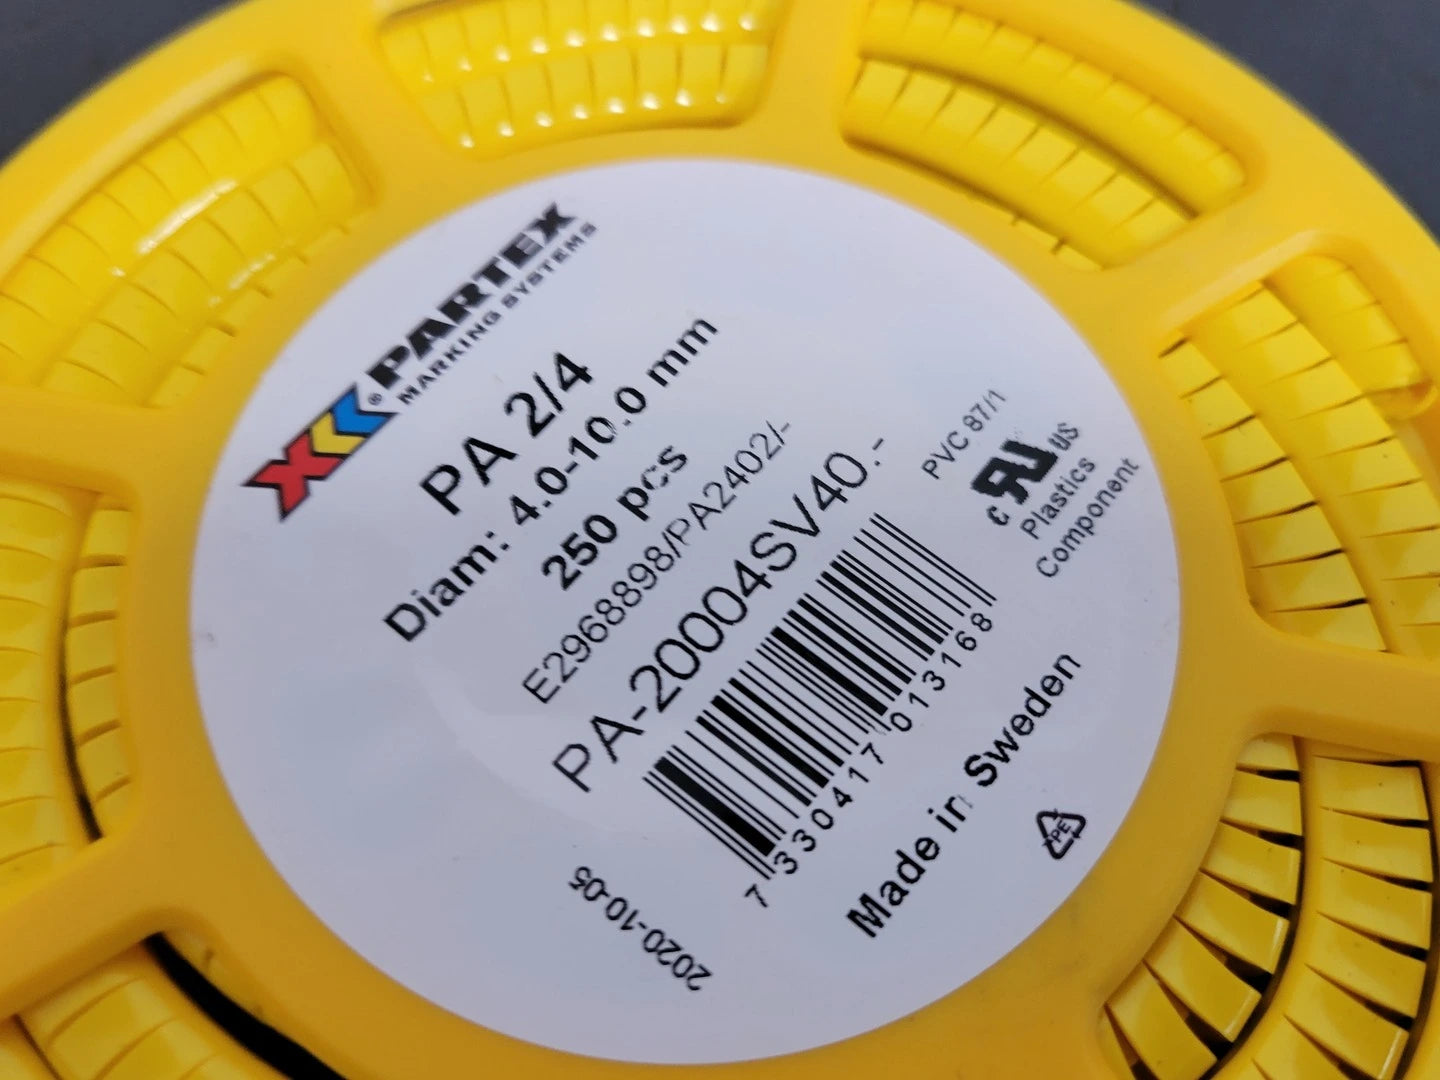 PARTEX
®
MARKING SYSTEMS
PA 2/4
Diam: 4.0-10.0 mm
250 pcs
E2968898/PA2402/-
PA-20004SV40.-
7 330417 013168
PVC 87/1
c RU us
Plastics
Component
Made in Sweden
PE
2020-10-05